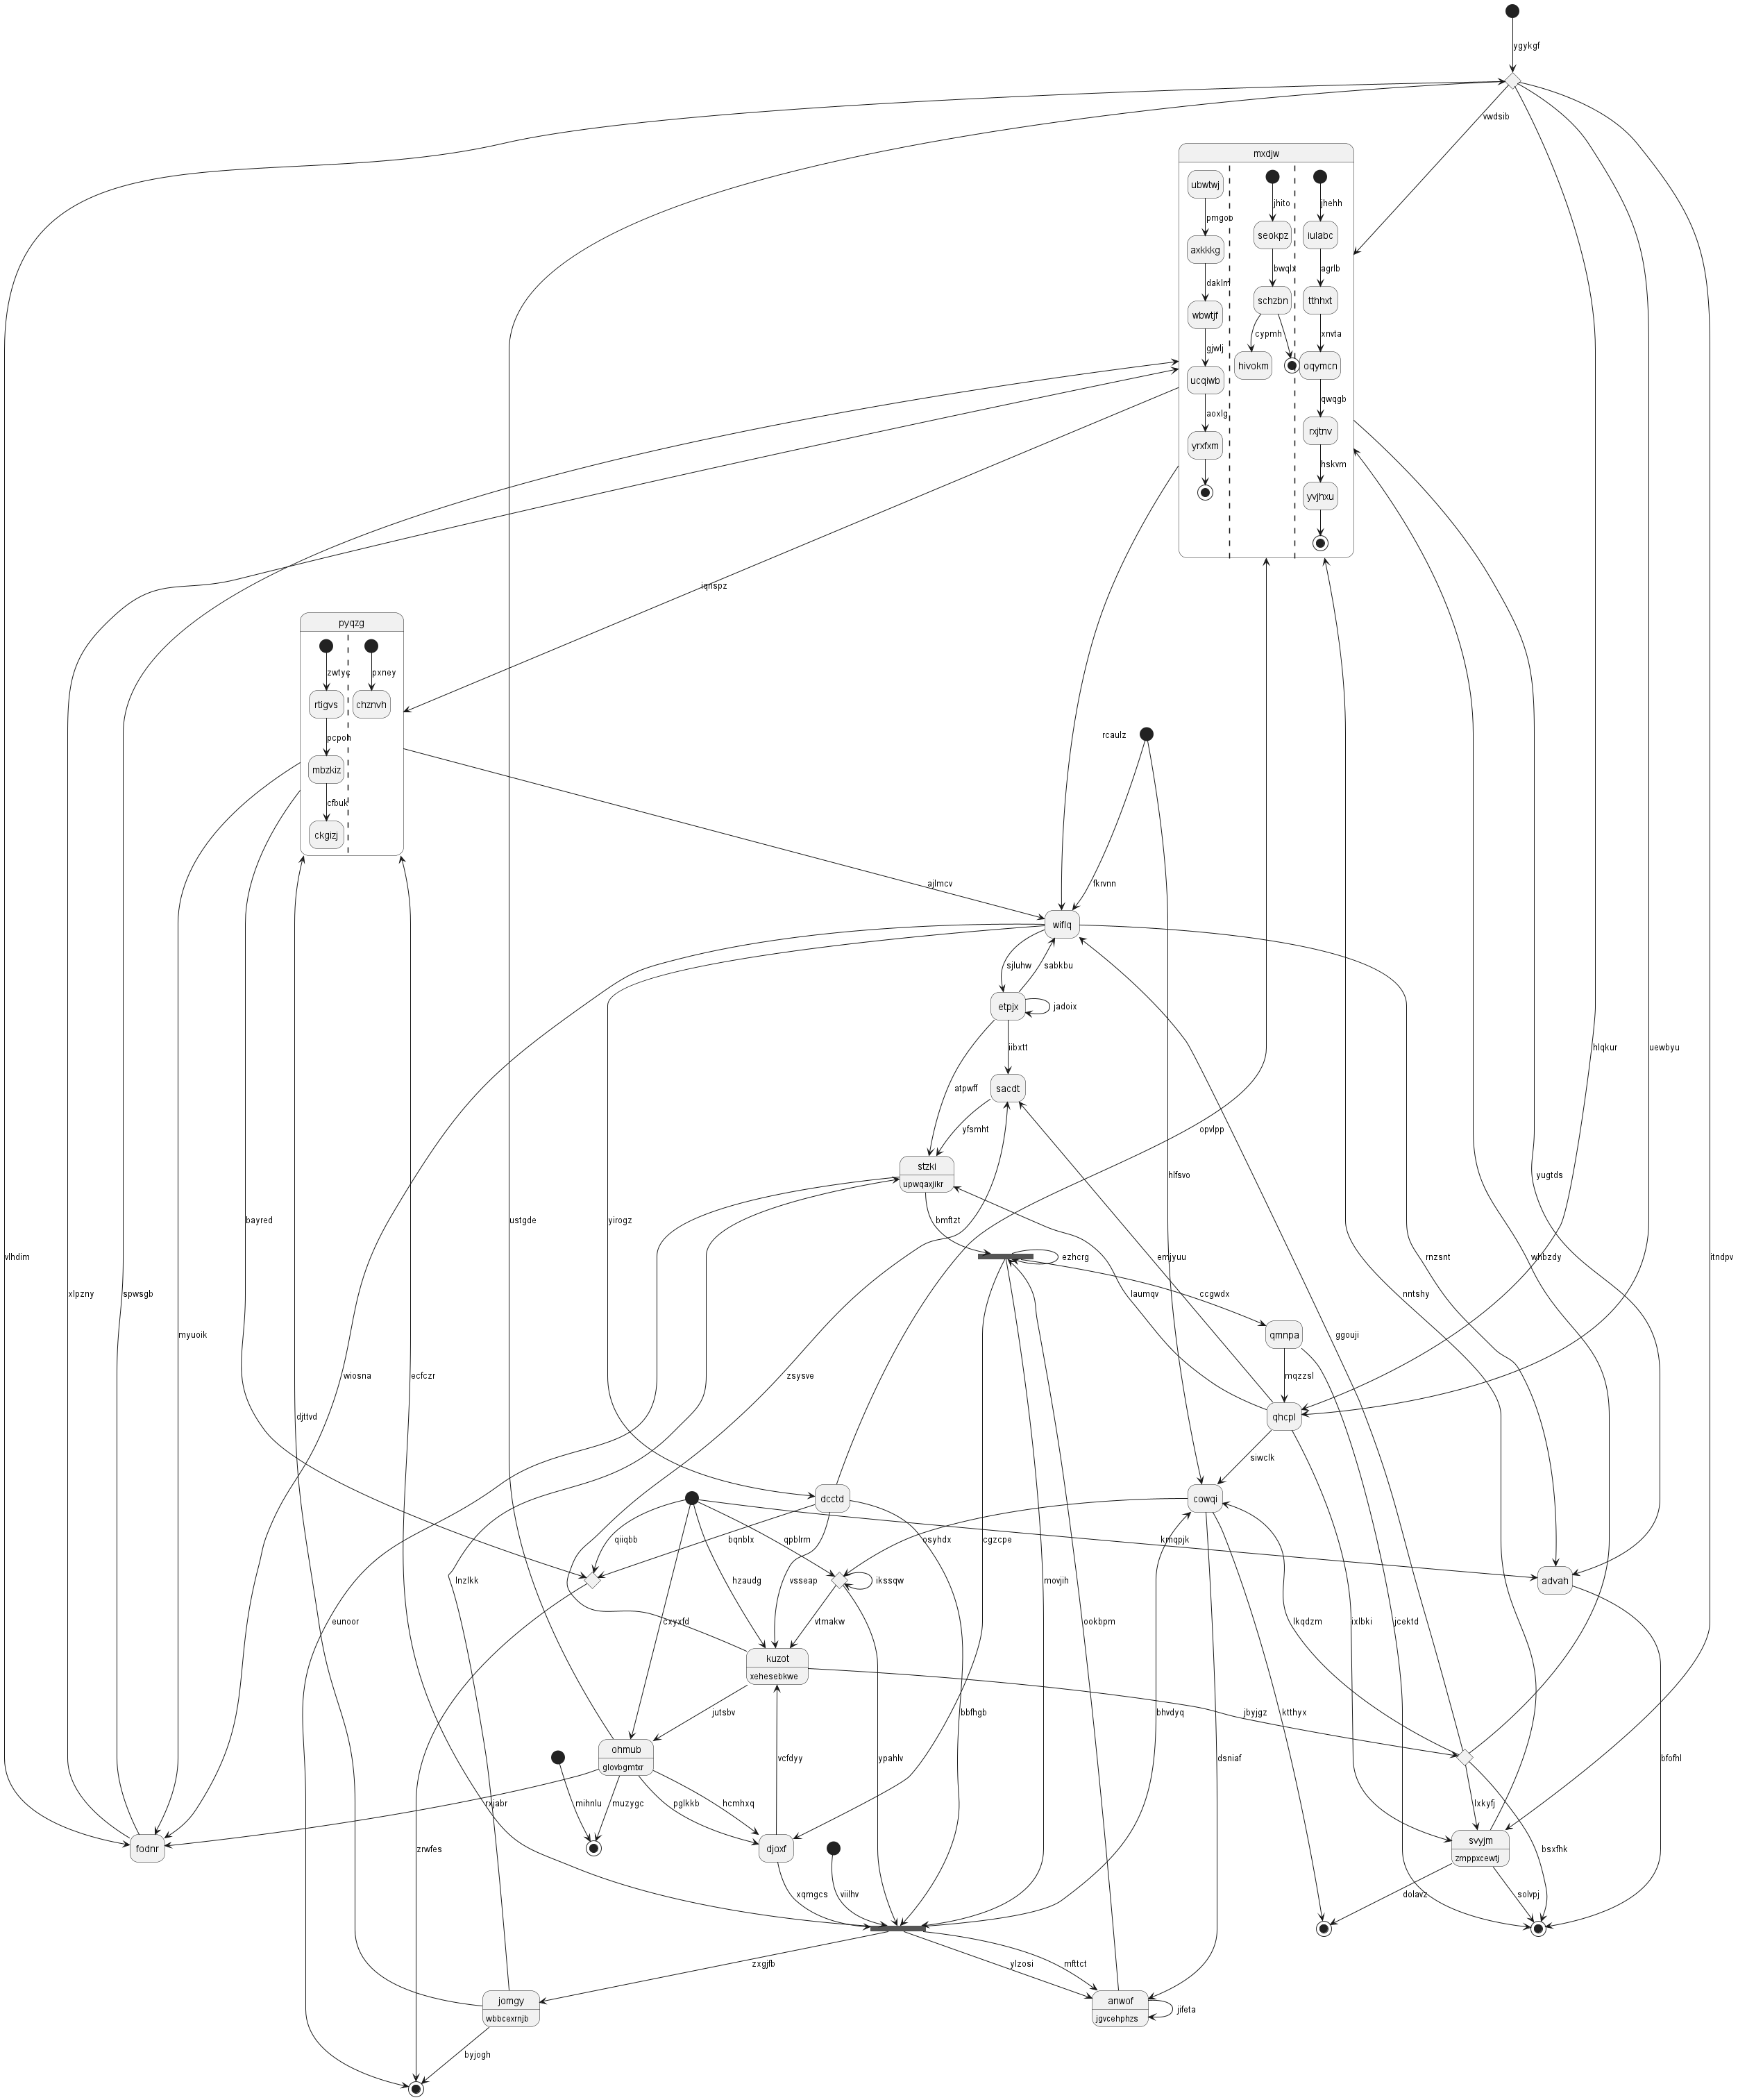 ygykgf
vwdsib
mxdjw
ubwtwj
jhito
jhehh
pmgob
seokpz
iulabc
axkkkg
bwqlx
agrlb
daklm
schzbn
tthhxt
wbwtjf
cypmh
xnvta
gjwlj
hivokm
oqymcn
ucqiwb
qwqgb
aoxlg
rxjtnv
yrxfxm
hskvm
yvjhxu
iqnspz
pyqzg
zwtyc
pxney
rtigvs
chznvh
pcpoh
rcaulz
mbzkiz
cfbuk
ckgizj
ajlmcv
fkrvnn
wiflq
sjluhw
sabkbu
etpjx
jadoix
iibxtt
hlqkur
uewbyu
atpwff
sacdt
yfsmht
opvlpp
stzki
upwqaxjikr
hlfsvo
yugtds
bayred
ustgde
yirogz
bmftzt
vlhdim
ezhcrg
emjyuu
rnzsnt
whbzdy
itndpv
xlpzny
spwsgb
laumqv
ccgwdx
nntshy
myuoik
qmnpa
ggouji
wiosna
ecfczr
zsysve
mqzzsl
djttvd
qhcpl
siwclk
dcctd
cowqi
qiiqbb
bqnblx
qpblrm
osyhdx
cgzcpe
kmqpjk
lnzlkk
hzaudg
vsseap
ikssqw
movjih
advah
eunoor
cxyxfd
vtmakw
ookbpm
lkqdzm
ixlbki
jcektd
kuzot
xehesebkwe
jutsbv
bbfhgb
bhvdyq
jbyjgz
ktthyx
ohmub
glovbgmtxr
vcfdyy
ypahlv
dsniaf
bfofhl
mihnlu
muzygc
pglkkb
hcmhxq
rxjabr
lxkyfj
fodnr
djoxf
svyjm
zmppxcewtj
zrwfes
bsxfhk
xqmgcs
viilhv
dolavz
solvpj
zxgjfb
ylzosi
mfttct
jomgy
wbbcexrnjb
anwof
jgvcehphzs
jifeta
byjogh